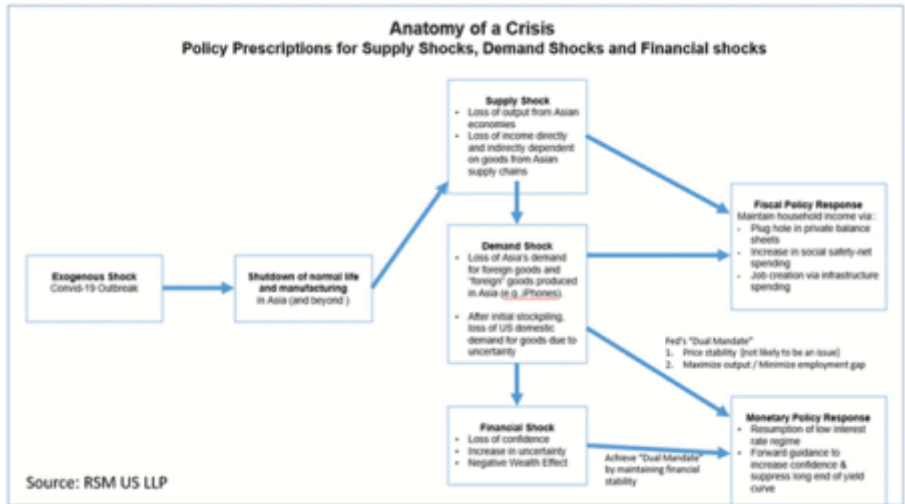 Anatomy of a Crisis
Policy Prescriptions for Supply Shocks, Demand Shocks and Financial shocks
Supply Shock
• Loss of output from Asian
economies
• Loss of income directly
and indirectly dependent
on goods from Asian
supply chains
Fiscal Policy Response
Maintain household income via:
• Plug hole in private balance
sheets
• Increase in social safety-net
spending
• Job creation via infrastructure
spending
Demand Shock
• Loss of Asia's demand
for foreign goods and
"foreign" goods produced
in Asia (e.g. iPhones).
• After initial stockpiling,
loss of US domestic
demand for goods due to
uncertainty
Exogenous Shock
Convid-19 Outbreak
Shutdown of normal life
and manufacturing
in Asia (and beyond )
Fed's "Dual Mandate"
1. Price stability [not likely to be an issue]
2. Maximize output / Minimize employment gap
Financial Shock
• Loss of confidence
• Increase in uncertainty
• Negative Wealth Effect
Achieve "Dual Mandate"
by maintaining financial
stability
Monetary Policy Response
• Resumption of low interest
rate regime
• Forward guidance to
increase confidence &
suppress long end of yield
curve
Source: RSM US LLP